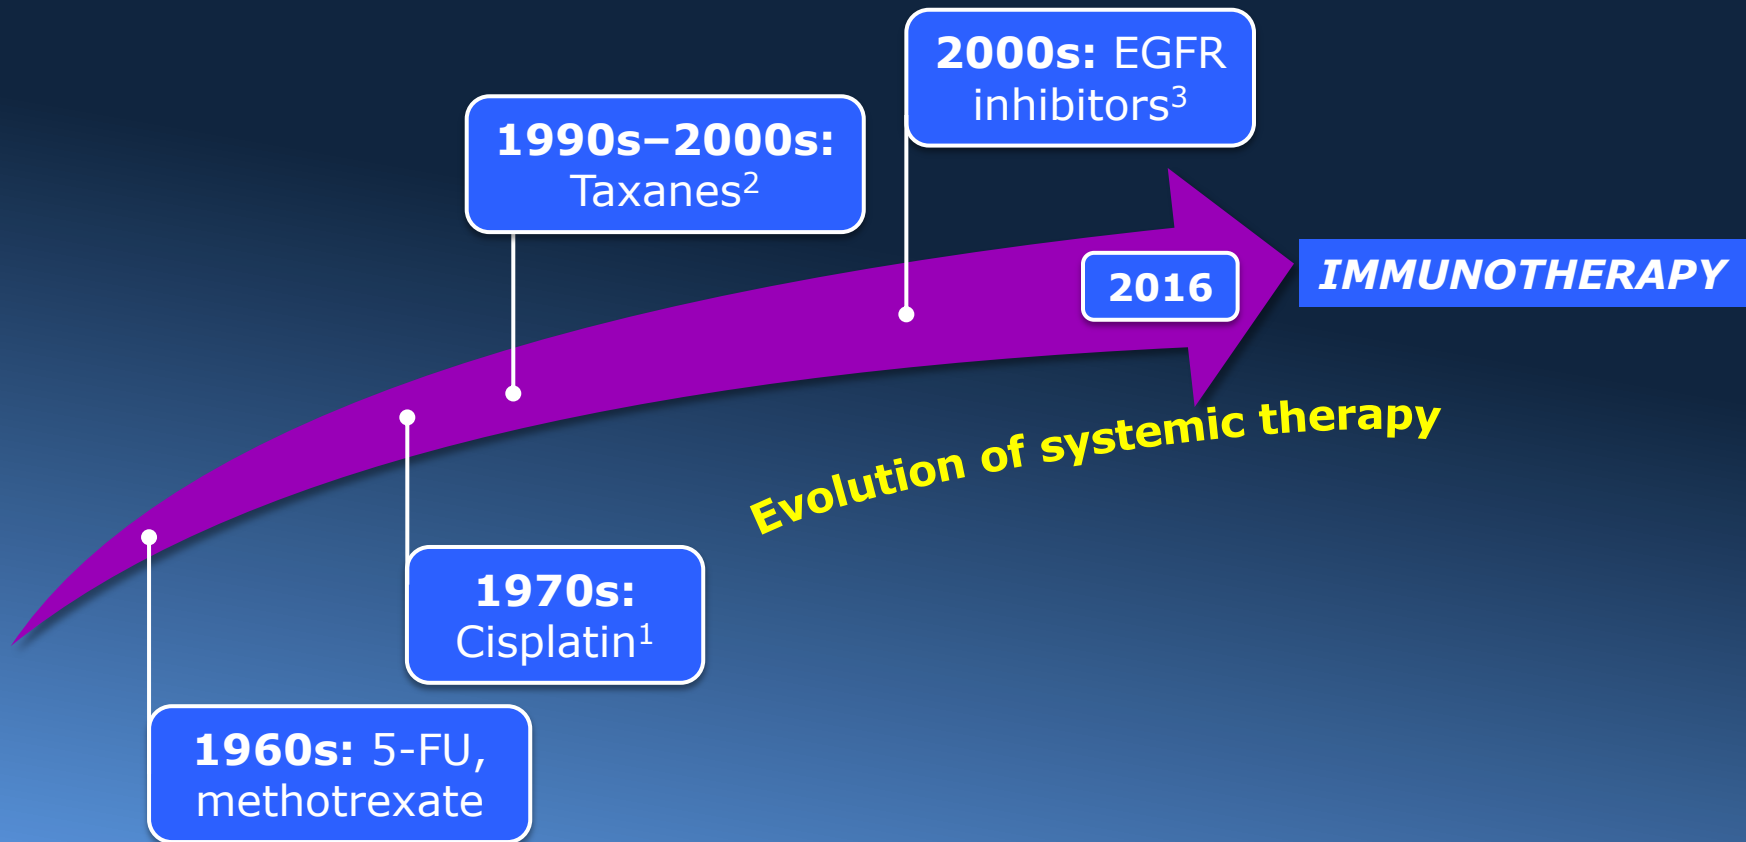 2000s: EGFR
inhibitors³
1990s–2000s:
Taxanes²
2016
IMMUNOTHERAPY
Evolution of systemic therapy
1970s:
Cisplatin¹
1960s: 5-FU,
methotrexate